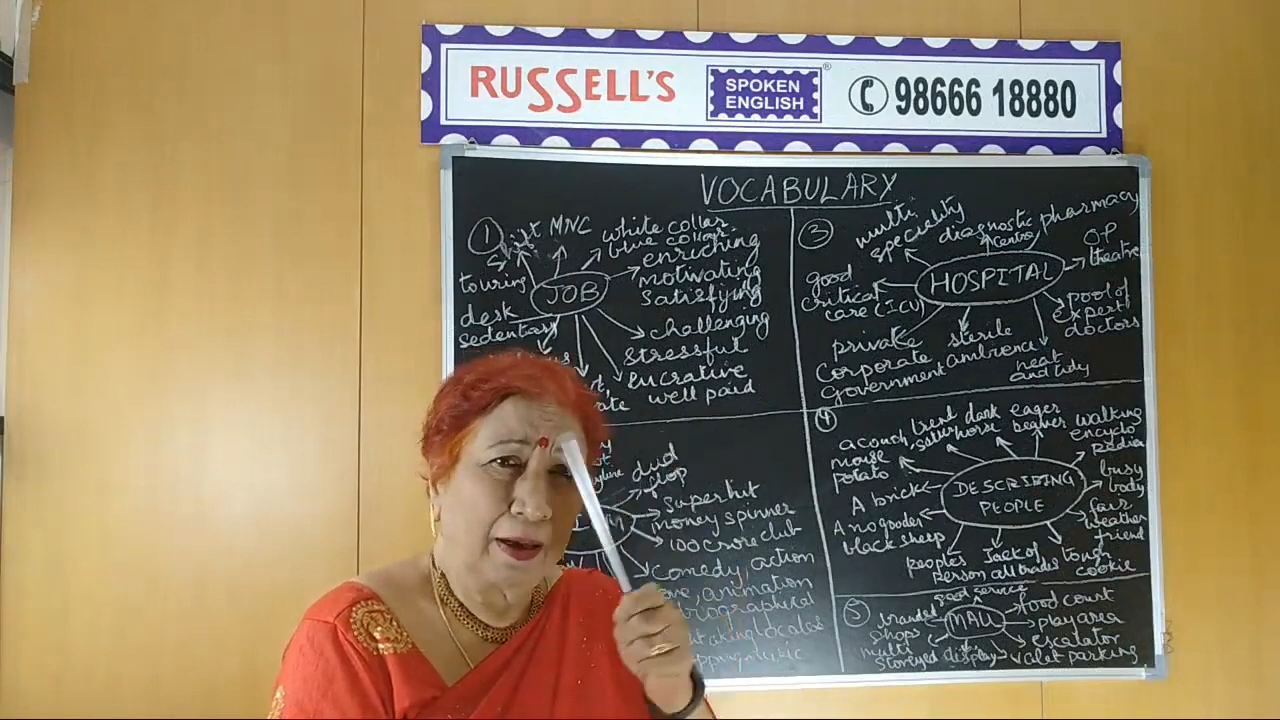 RUSSELL'S
SPOKEN
ENGLISH
®
98666 18880
VOCABULARY
1
MNC
white collar
blue collar
enriching
motivating
satisfying
touring
JOB
desk
sedentary
challenging
stressful
lucrative
well paid
3
multi
speciality
diagnostic
centre
pharmacy
O.P
theatre
HOSPITAL
good
critical
care (ICU)
pool of
expert
doctors
private
corporate
government
sterile
ambience
neat
and tidy
dud
flop
Superhit
money spinner
100 crore club
comedy, action
animation
biographical
4
a couch
mouse
potato
dark
horse
eager
beaver
walking
encyclo
pedia
DESCRIBING
PEOPLE
busy
body
A brick
A no gooder
black sheep
fair
weather
friend
people's
person
Jack of
all trades
tough
cookie
5
good service
MALL
food court
branded
shops
play area
escalator
multi
storeyed
display
valet parking